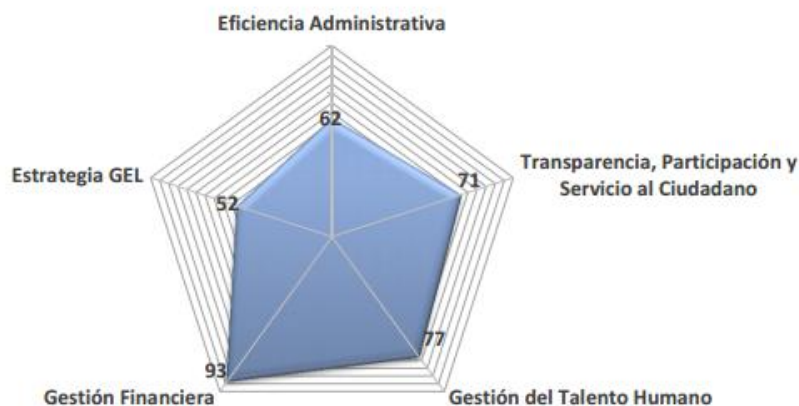 Eficiencia Administrativa
62
Transparencia, Participación y
Servicio al Ciudadano
71
Estrategia GEL
52
77
93
Gestión Financiera
Gestión del Talento Humano